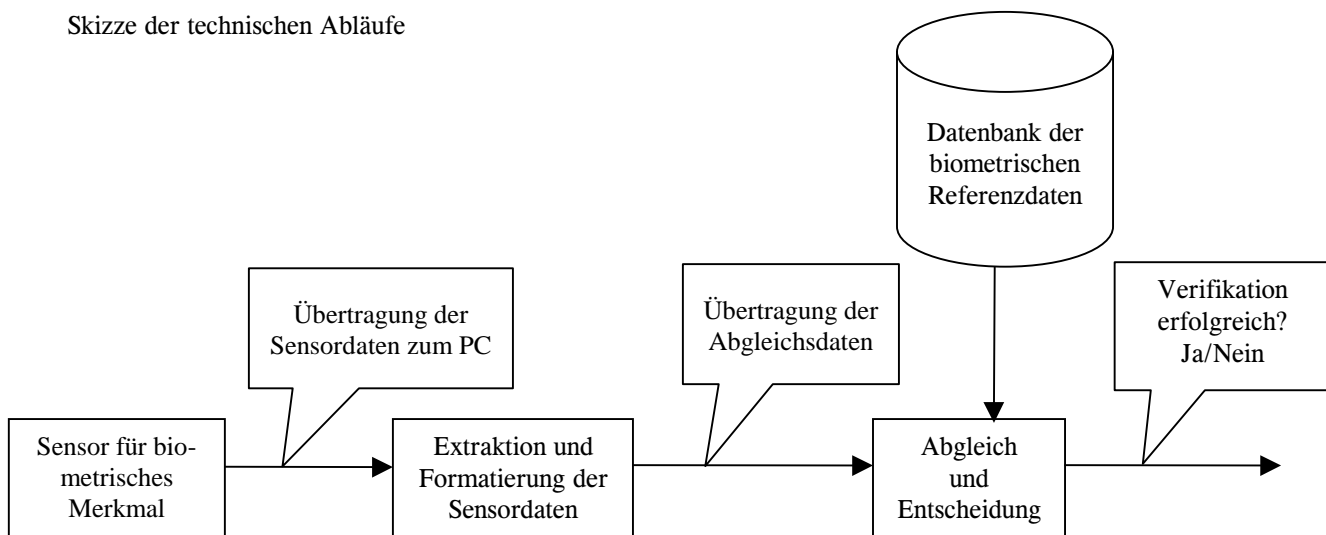 Skizze der technischen Abläufe
Datenbank der
biometrischen
Referenzdaten
Übertragung der
Sensordaten zum PC
Übertragung der
Abgleichsdaten
Verifikation
erfolgreich?
Ja/Nein
Sensor für bio-
metrisches
Merkmal
Extraktion und
Formatierung der
Sensordaten
Abgleich
und
Entscheidung